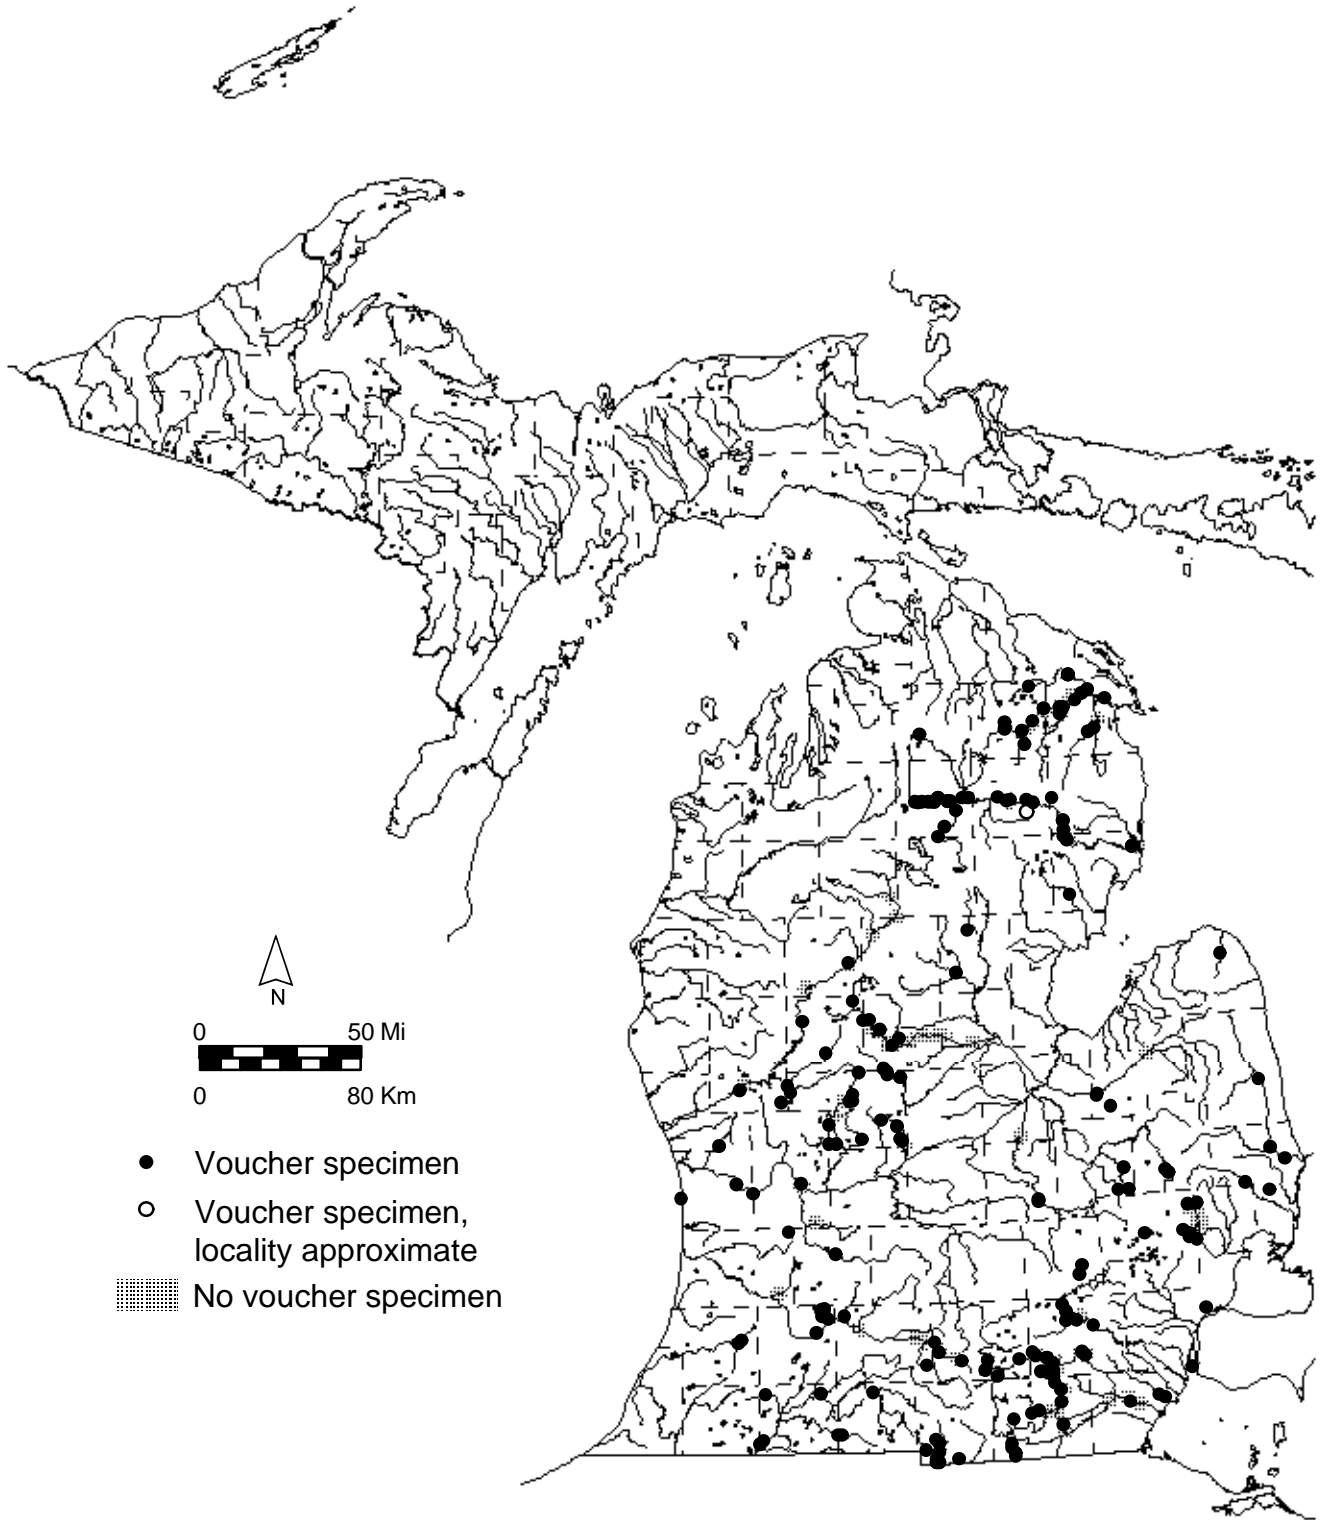 N
0 50 Mi
0 80 Km
Voucher specimen
Voucher specimen,
locality approximate
No voucher specimen